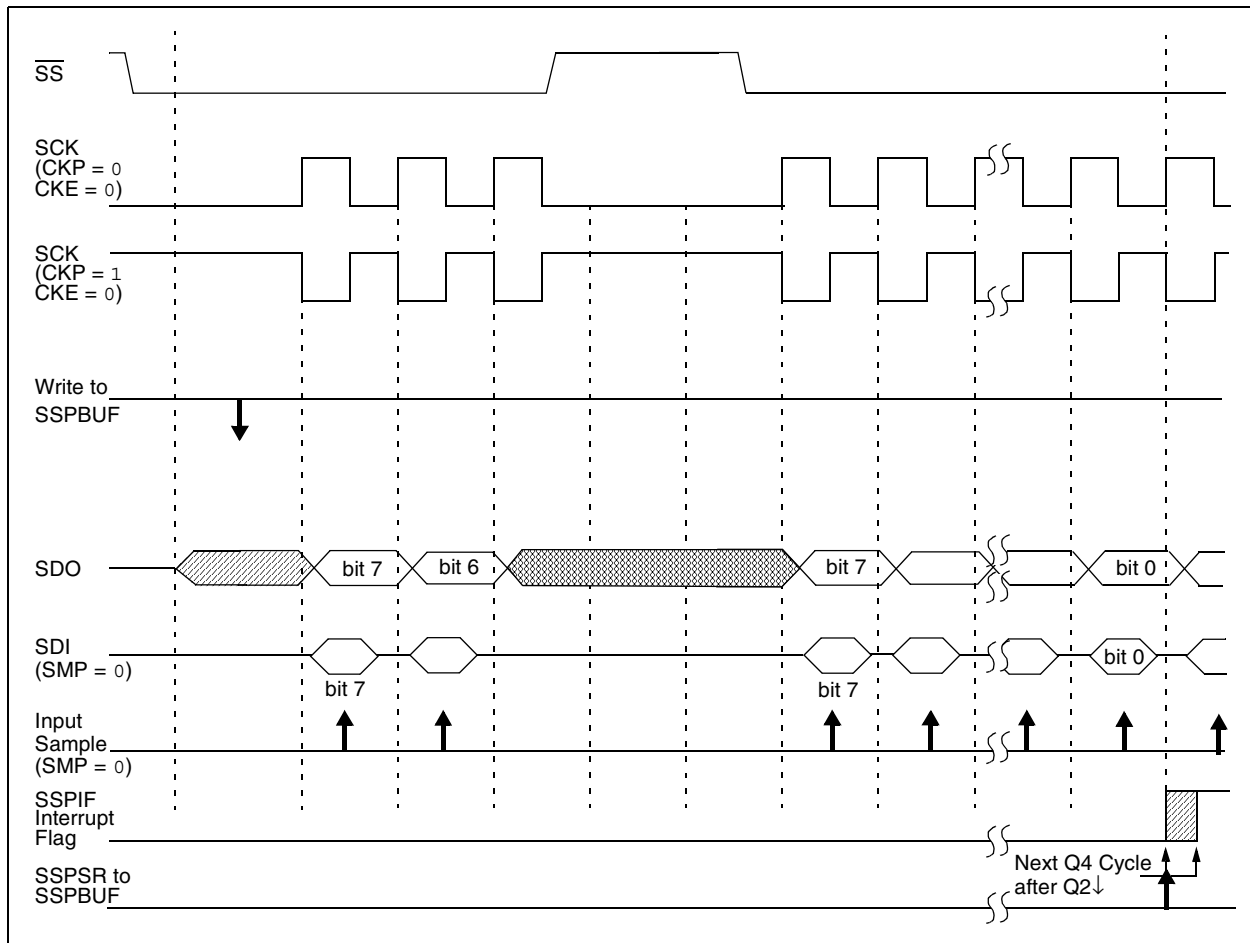 SS
SCK
(CKP = 0
CKE = 0)
SCK
(CKP = 1
CKE = 0)
Write to
SSPBUF
SDO
bit 7
bit 6
bit 7
bit 0
SDI
(SMP = 0)
bit 7
bit 7
bit 0
Input
Sample
(SMP = 0)
SSPIF
Interrupt
Flag
SSPSR to
SSPBUF
Next Q4 Cycle
after Q2↓